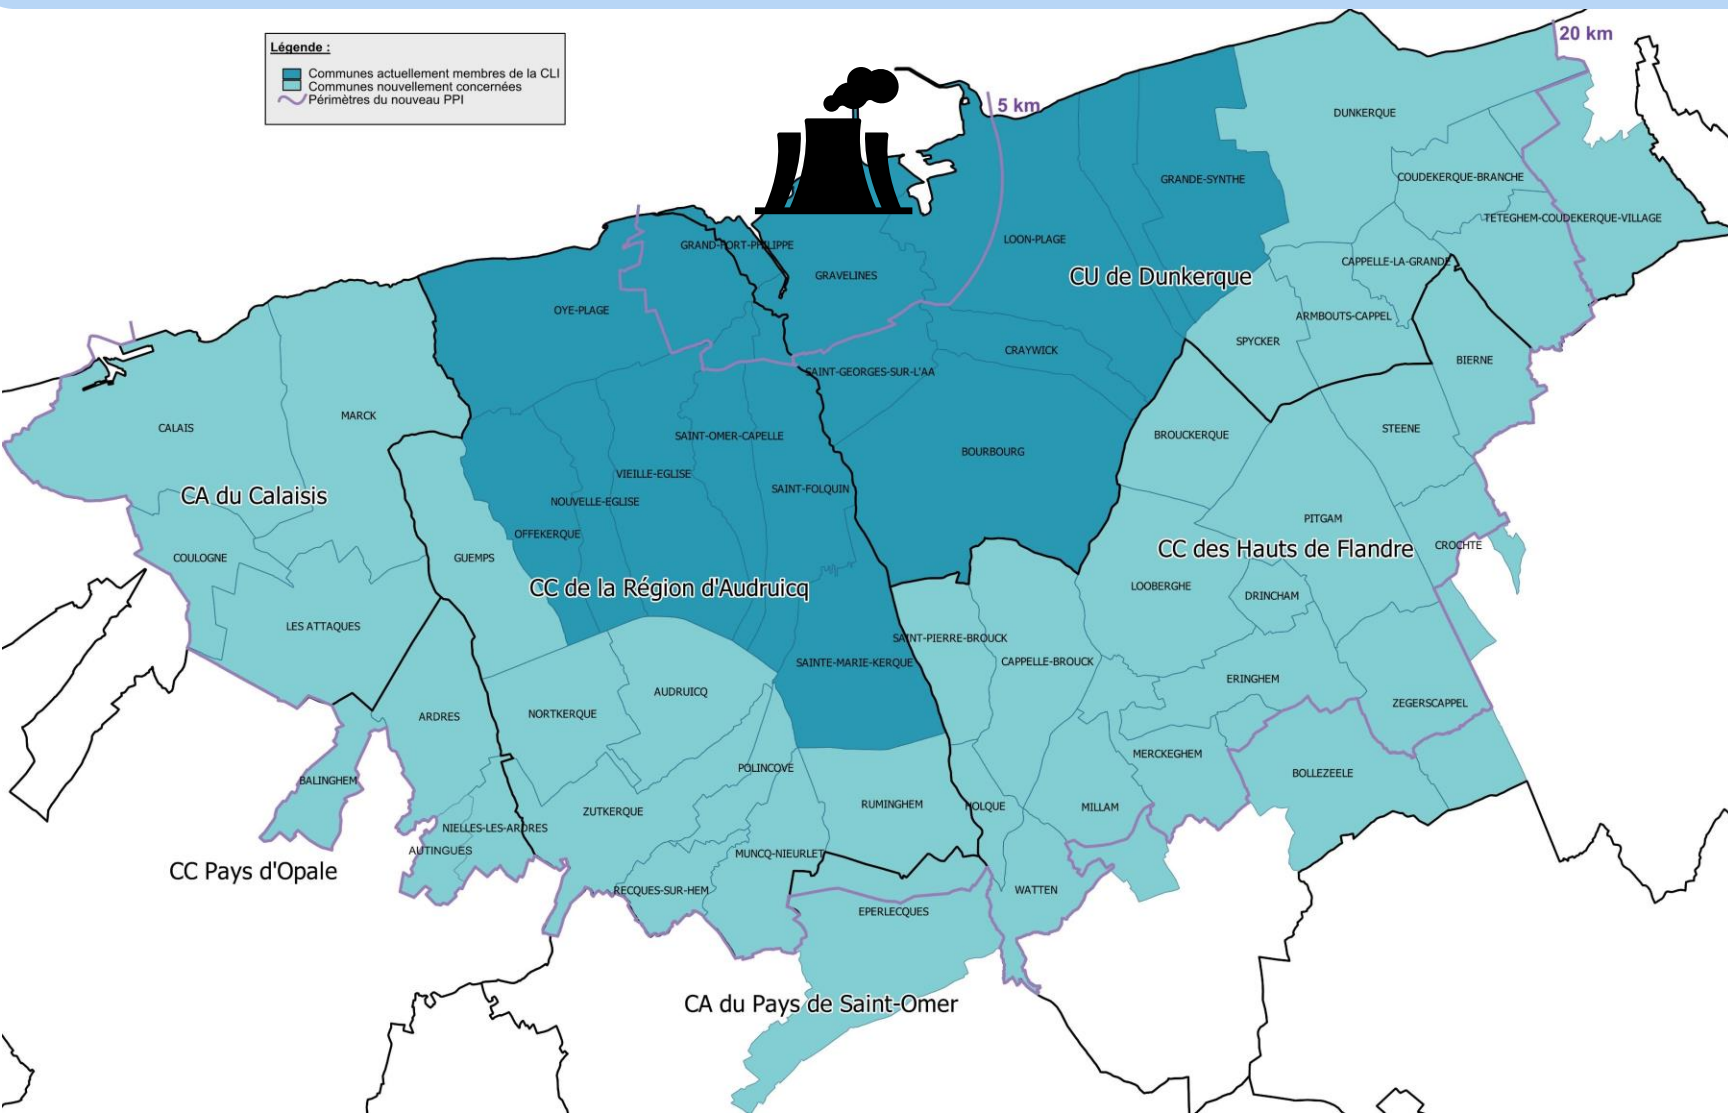 Légende :
Communes actuellement membres de la CLI
Communes nouvellement concernées
Périmètres du nouveau PPI
20 km
5 km
DUNKERQUE
COUDEKERQUE-BRANCHE
GRANDE-SYNTHE
TETEGHEM-COUDEKERQUE-VILLAGE
LOON-PLAGE
GRAND-FORT-PHILIPPE
CAPPELLE-LA-GRANDE
GRAVELINES
CU de Dunkerque
OYE-PLAGE
ARMBOUTS-CAPPEL
SPYCKER
CRAYWICK
BIERNE
SAINT-GEORGES-SUR-L'AA
MARCK
CALAIS
STEENE
SAINT-OMER-CAPELLE
BROUCKERQUE
BOURBOURG
VIEILLE-EGLISE
SAINT-FOLQUIN
CA du Calaisis
NOUVELLE-EGLISE
PITGAM
OFFEKERQUE
CROCHTE
CC des Hauts de Flandre
COULOGNE
GUEMPS
CC de la Région d'Audruicq
LOOBERGHE
DRINCHAM
LES ATTAQUES
SAINT-PIERRE-BROUCK
SAINTE-MARIE-KERQUE
CAPPELLE-BROUCK
ERINGHEM
AUDRUICQ
ZEGERSCAPPEL
NORTKERQUE
ARDRES
MERCKEGHEM
POLINCOVE
BOLLEZEELE
BALINGHEM
RUMINGHEM
HOLQUE
MILLAM
ZUTKERQUE
NIELLES-LES-ARDRES
AUTINGUES
MUNCQ-NIEURLET
CC Pays d'Opale
RECQUES-SUR-HEM
WATTEN
EPERLECQUES
CA du Pays de Saint-Omer